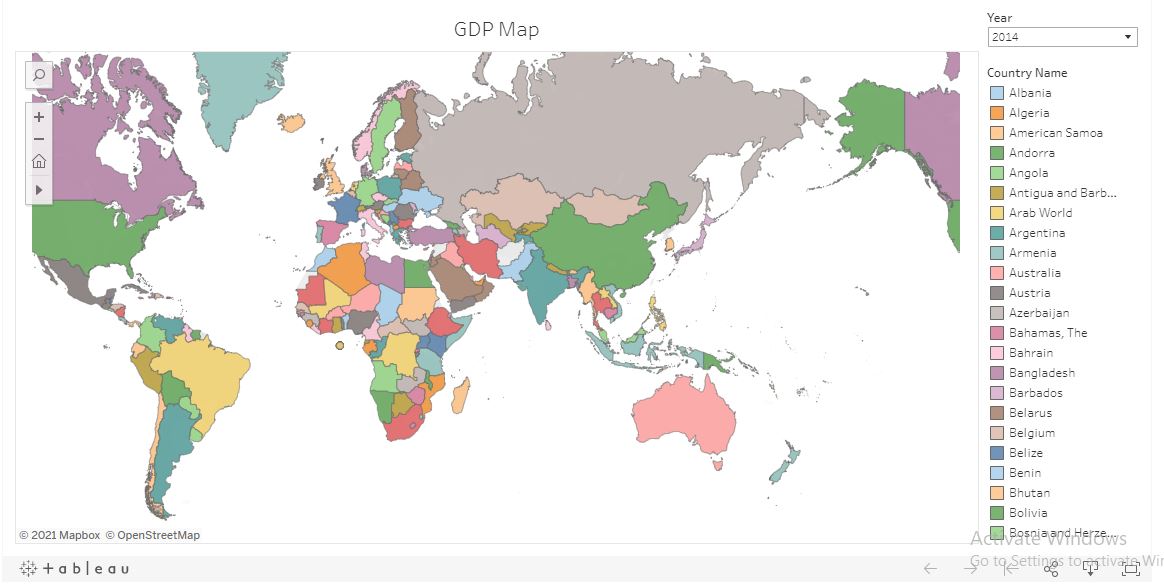 GDP Map
Year
2014
Country Name
Albania
Algeria
American Samoa
Andorra
Angola
Antigua and Barb...
Arab World
Argentina
Armenia
Australia
Austria
Azerbaijan
Bahamas, The
Bahrain
Bangladesh
Barbados
Belarus
Belgium
Belize
Benin
Bhutan
Bolivia
Bosnia and Herze...
© 2021 Mapbox © OpenStreetMap
Activate Windows
Go to Settings to activate Win
+ a b | e a u